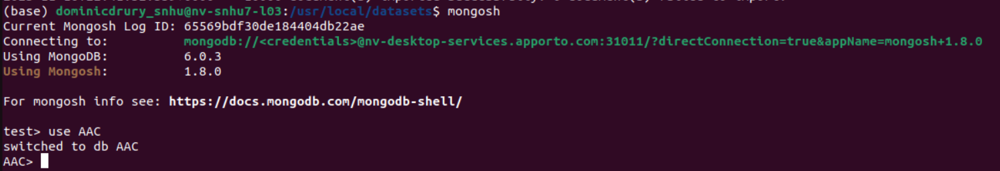 (base) dominicdrury_snhu@nv-snhu7-l03:/usr/local/datasets$ mongosh
Current Mongosh Log ID: 65569bdf30de184404db22ae
Connecting to: mongodb://<credentials>@nv-desktop-services.apporto.com:31011/?directConnection=true&appName=mongosh+1.8.0
Using MongoDB: 6.0.3
Using Mongosh: 1.8.0
For mongosh info see: https://docs.mongodb.com/mongodb-shell/
test> use AAC
switched to db AAC
AAC>